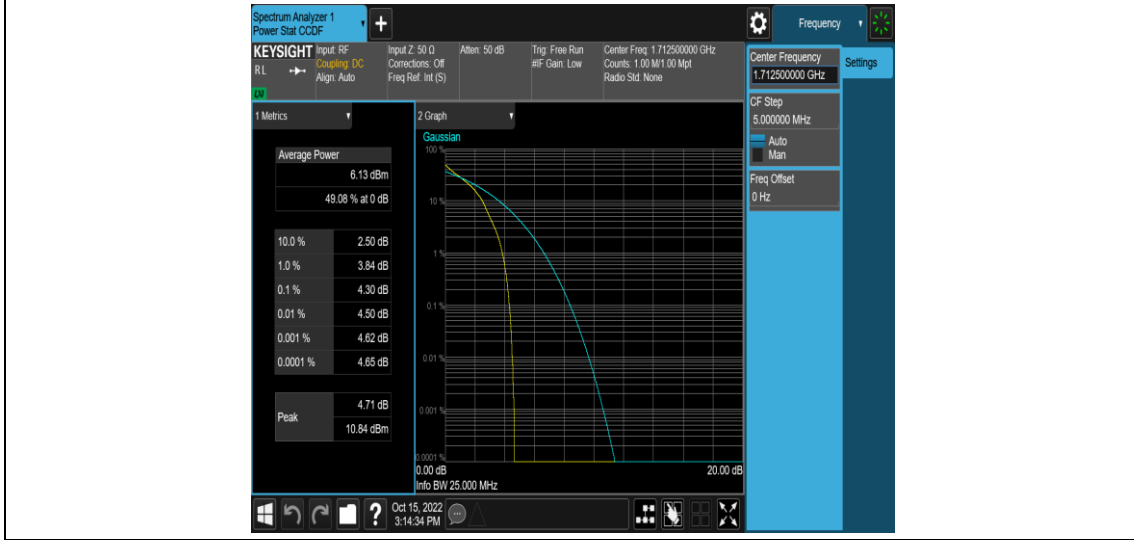 Spectrum Analyzer 1
Power Stat CCDF
+
Frequency
KEYSIGHT
RL
LM
Input: RF
Coupling: DC
Align: Auto
Input Z: 50 Ω
Corrections: Off
Freq Ref: Int (S)
Atten: 50 dB
Trig: Free Run
#IF Gain: Low
Center Freq: 1.712500000 GHz
Counts: 1.00 M/1.00 Mpt
Radio Std: None
Center Frequency
1.712500000 GHz
Settings
CF Step
5.000000 MHz
Auto
Man
Freq Offset
0 Hz
1 Metrics
Average Power
6.13 dBm
49.08 % at 0 dB
10.0 % 2.50 dB
1.0 % 3.84 dB
0.1 % 4.30 dB
0.01 % 4.50 dB
0.001 % 4.62 dB
0.0001 % 4.65 dB
Peak
4.71 dB
10.84 dBm
2 Graph
Gaussian
100 %
10 %
1 %
0.1 %
0.01 %
0.001 %
0.0001 %
0.00 dB 20.00 dB
Info BW 25.000 MHz
?
Oct 15, 2022
3:14:34 PM